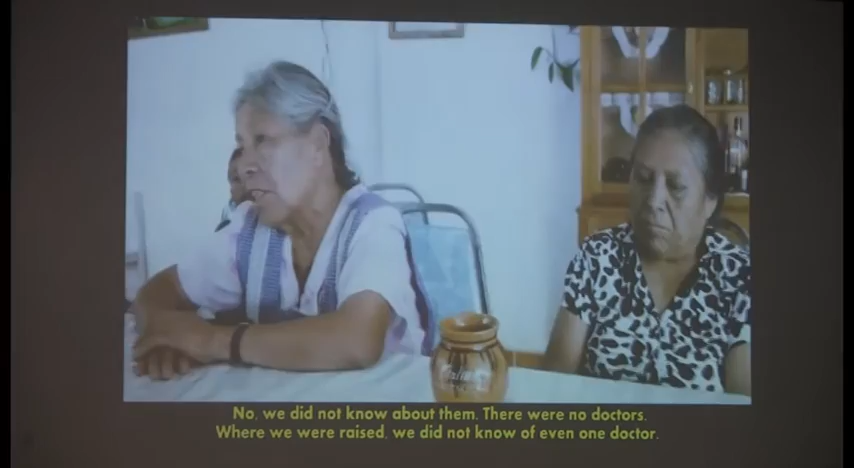 No, we did not know about them. There were no doctors.
Where we were raised, we did not know of even one doctor.